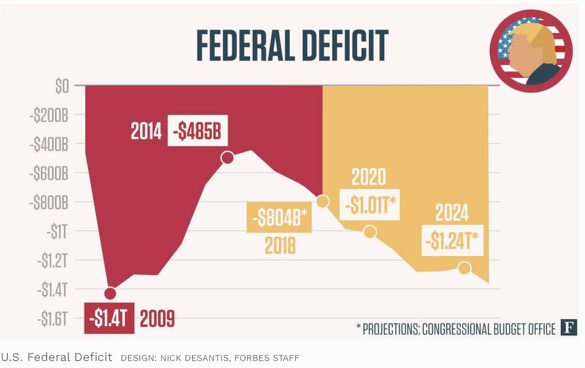 FEDERAL DEFICIT
$0
-$200B
-$400B
-$600B
-$800B
-$1T
-$1.2T
-$1.4T
-$1.6T
2014 -$485B
-$804B*
2018
2020
-$1.01T*
2024
-$1.24T*
-$1.4T 2009
* PROJECTIONS: CONGRESSIONAL BUDGET OFFICE F
U.S. Federal Deficit DESIGN: NICK DESANTIS, FORBES STAFF